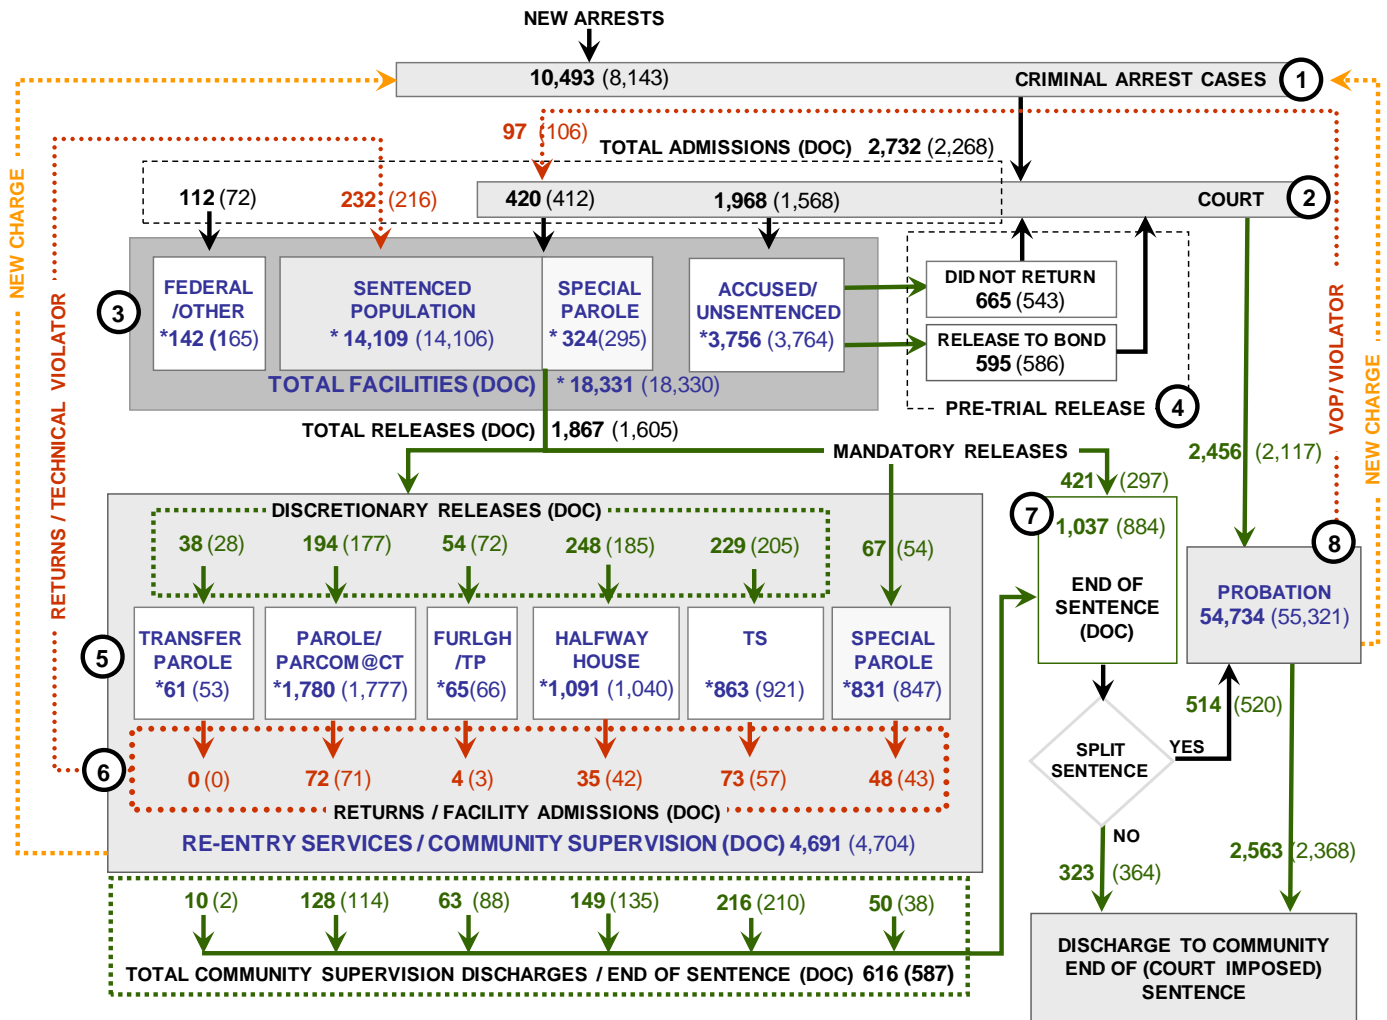 NEW ARRESTS
10,493 (8,143)
CRIMINAL ARREST CASES
1
97 (106)
TOTAL ADMISSIONS (DOC) 2,732 (2,268)
112 (72)
232 (216)
420 (412)
1,968 (1,568)
COURT
2
NEW CHARGE
RETURNS / TECHNICAL VIOLATOR
3
FEDERAL
/OTHER
*142 (165)
SENTENCED
POPULATION
* 14,109 (14,106)
SPECIAL
PAROLE
* 324(295)
ACCUSED/
UNSENTENCED
*3,756 (3,764)
TOTAL FACILITIES (DOC) * 18,331 (18,330)
DID NOT RETURN
665 (543)
RELEASE TO BOND
595 (586)
PRE-TRIAL RELEASE
4
VOP/ VIOLATOR
NEW CHARGE
TOTAL RELEASES (DOC) 1,867 (1,605)
MANDATORY RELEASES
2,456 (2,117)
421 (297)
DISCRETIONARY RELEASES (DOC)
38 (28)
194 (177)
54 (72)
248 (185)
229 (205)
67 (54)
7
1,037 (884)
END OF
SENTENCE
(DOC)
8
PROBATION
54,734 (55,321)
5
TRANSFER
PAROLE
*61 (53)
PAROLE/
PARCOM@CT
*1,780 (1,777)
FURLGH
/TP
*65(66)
HALFWAY
HOUSE
*1,091 (1,040)
TS
*863 (921)
SPECIAL
PAROLE
*831 (847)
514 (520)
6
0 (0)
72 (71)
4 (3)
35 (42)
73 (57)
48 (43)
SPLIT
SENTENCE
YES
RETURNS / FACILITY ADMISSIONS (DOC)
RE-ENTRY SERVICES / COMMUNITY SUPERVISION (DOC) 4,691 (4,704)
NO
323 (364)
2,563 (2,368)
10 (2)
128 (114)
63 (88)
149 (135)
216 (210)
50 (38)
TOTAL COMMUNITY SUPERVISION DISCHARGES / END OF SENTENCE (DOC) 616 (587)
DISCHARGE TO COMMUNITY
END OF (COURT IMPOSED)
SENTENCE